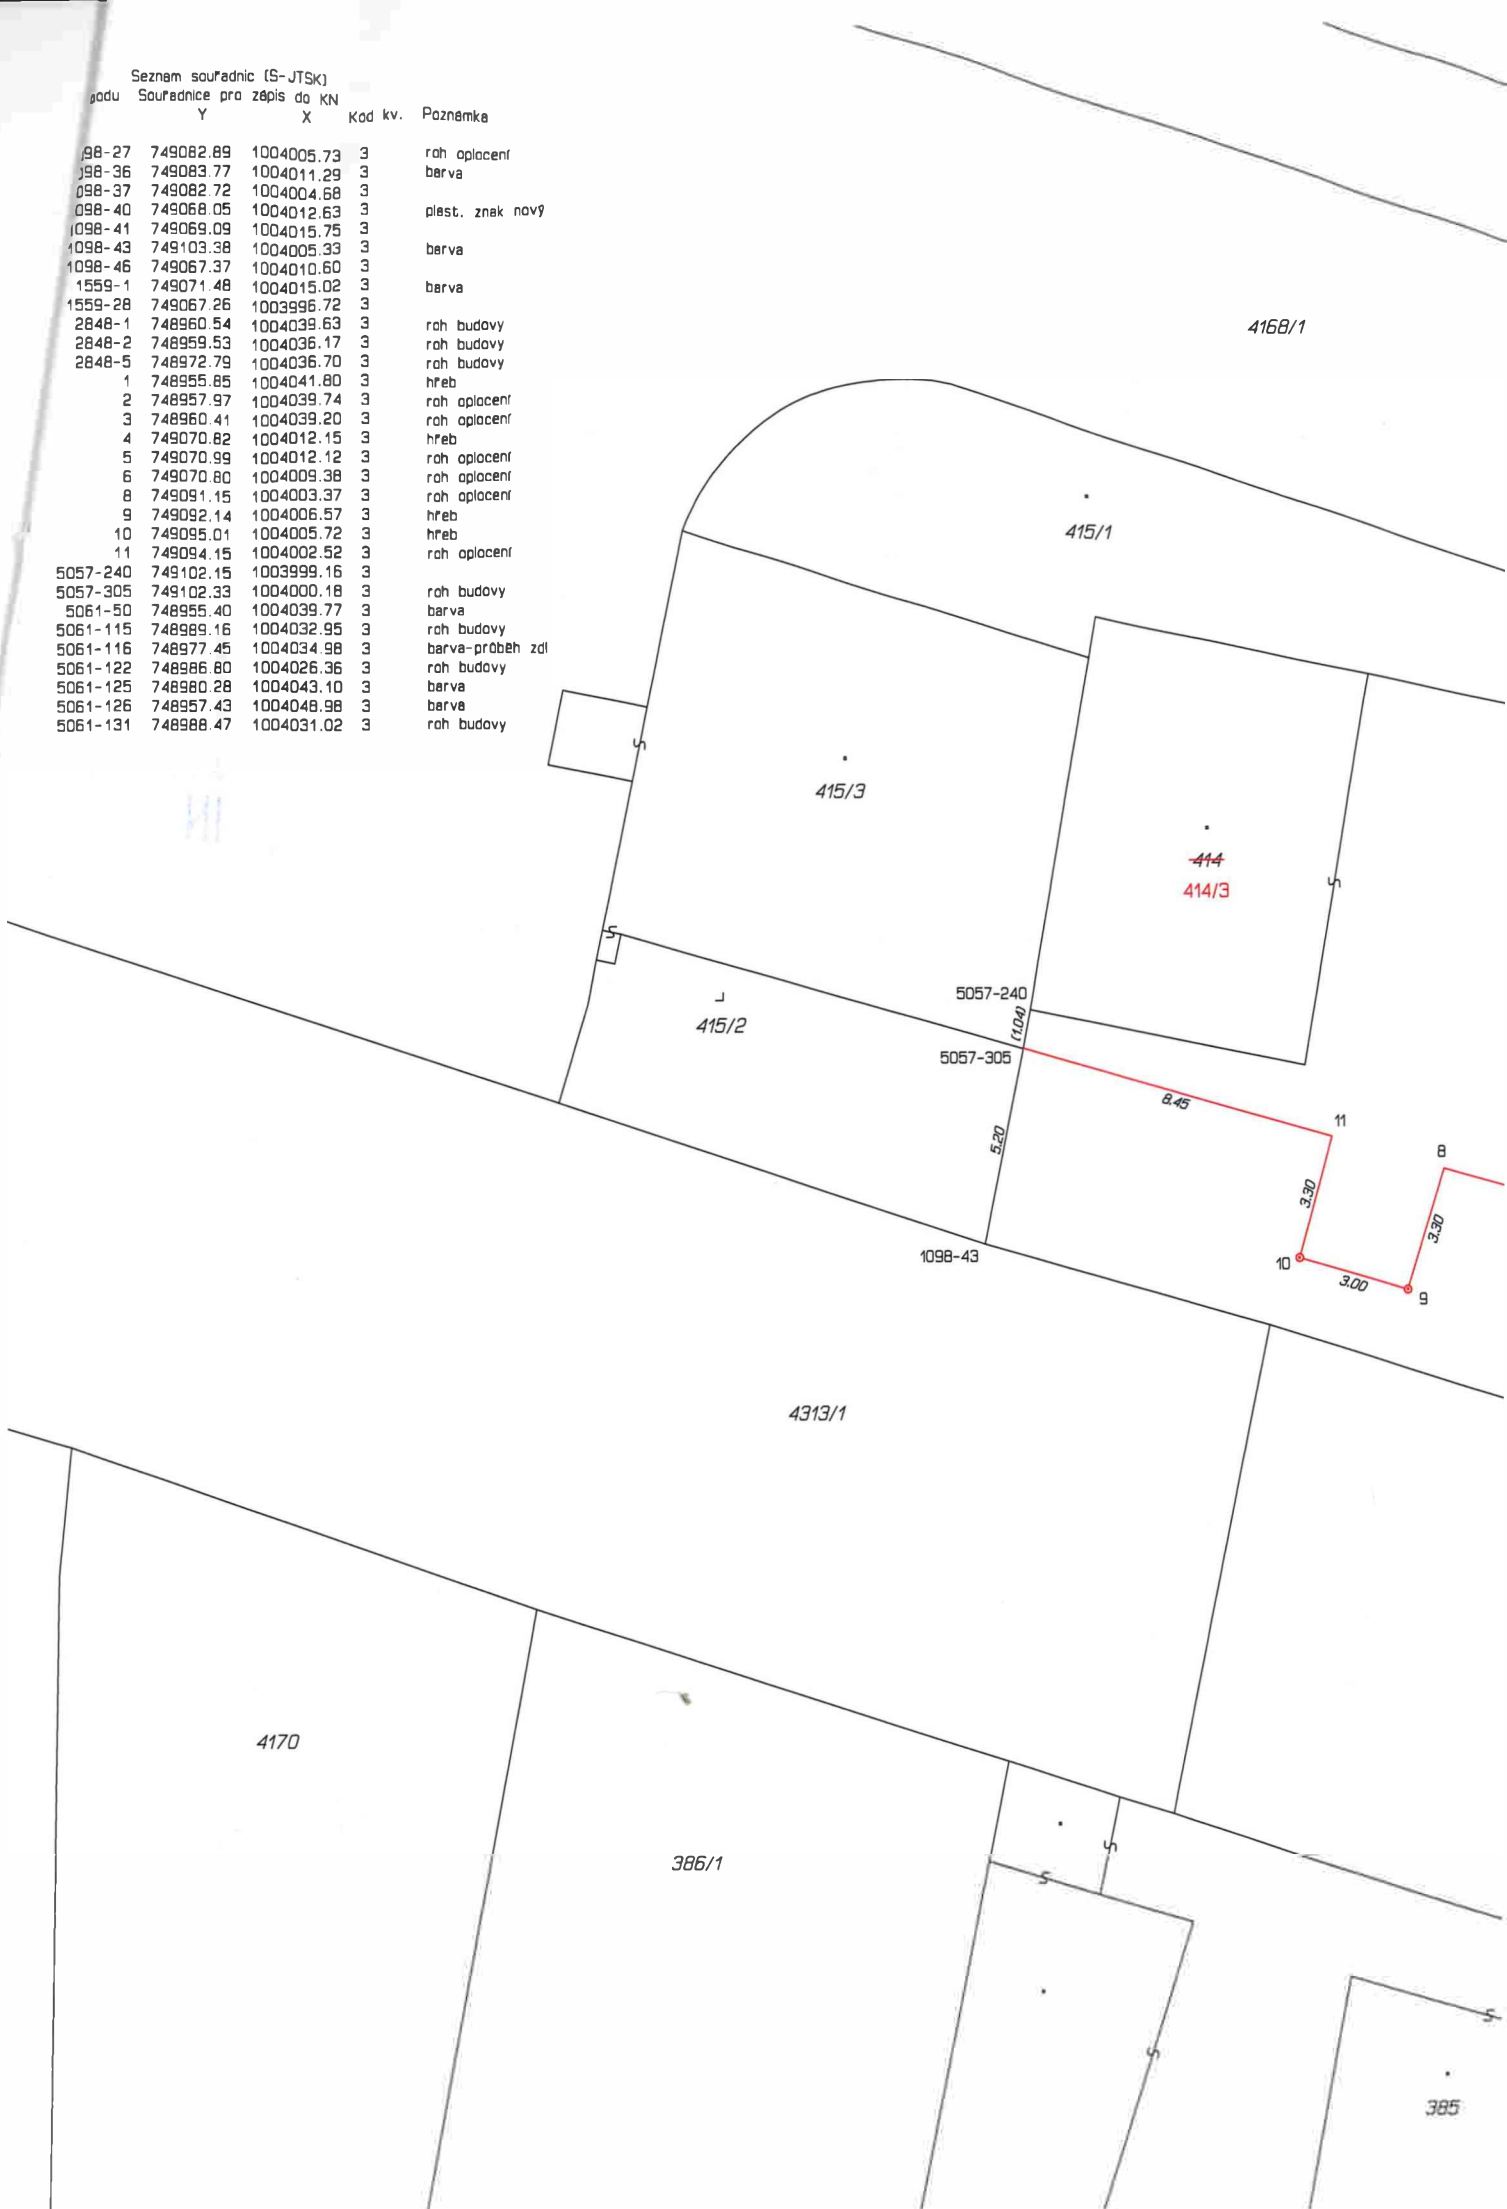 Seznam souřadnic (S-JTSK)
bodu Souřadnice pro zápis do KN
Y X Kód kv. Poznámka
98-27 749082.89 1004005.73 3 roh oplocení
098-36 749083.77 1004011.29 3 barva
098-37 749082.72 1004004.68 3
098-40 749068.05 1004012.63 3 plast. znak nový
1098-41 749069.09 1004015.75 3
1098-43 749103.38 1004005.33 3 barva
1098-46 749067.37 1004010.60 3
1559-1 749071.48 1004015.02 3 barva
1559-28 749067.26 1003996.72 3
2848-1 748960.54 1004039.63 3 roh budovy
2848-2 748959.53 1004036.17 3 roh budovy
2848-5 748972.79 1004036.70 3 roh budovy
1 748955.85 1004041.80 3 hřeb
2 748957.97 1004039.74 3 roh oplocení
3 748960.41 1004039.20 3 roh oplocení
4 749070.82 1004012.15 3 hřeb
5 749070.99 1004012.12 3 roh oplocení
6 749070.80 1004009.38 3 roh oplocení
8 749091.15 1004003.37 3 roh oplocení
9 749092.14 1004006.57 3 hřeb
10 749095.01 1004005.72 3 hřeb
11 749094.15 1004002.52 3 roh oplocení
5057-240 749102.15 1003999.16 3
5057-305 749102.33 1004000.18 3 roh budovy
5061-50 748955.40 1004039.77 3 barva
5061-115 748989.16 1004032.95 3 roh budovy
5061-116 748977.45 1004034.98 3 barva-průběh zdi
5061-122 748986.80 1004026.36 3 roh budovy
5061-125 748980.28 1004043.10 3 barva
5061-126 748957.43 1004048.98 3 barva
5061-131 748988.47 1004031.02 3 roh budovy
4168/1
415/1
415/3
414
414/3
5057-240
(1.04)
415/2
5057-305
8.45
11
5.20
8
3.30
3.30
1098-43
10
3.00
9
4313/1
4170
386/1
385